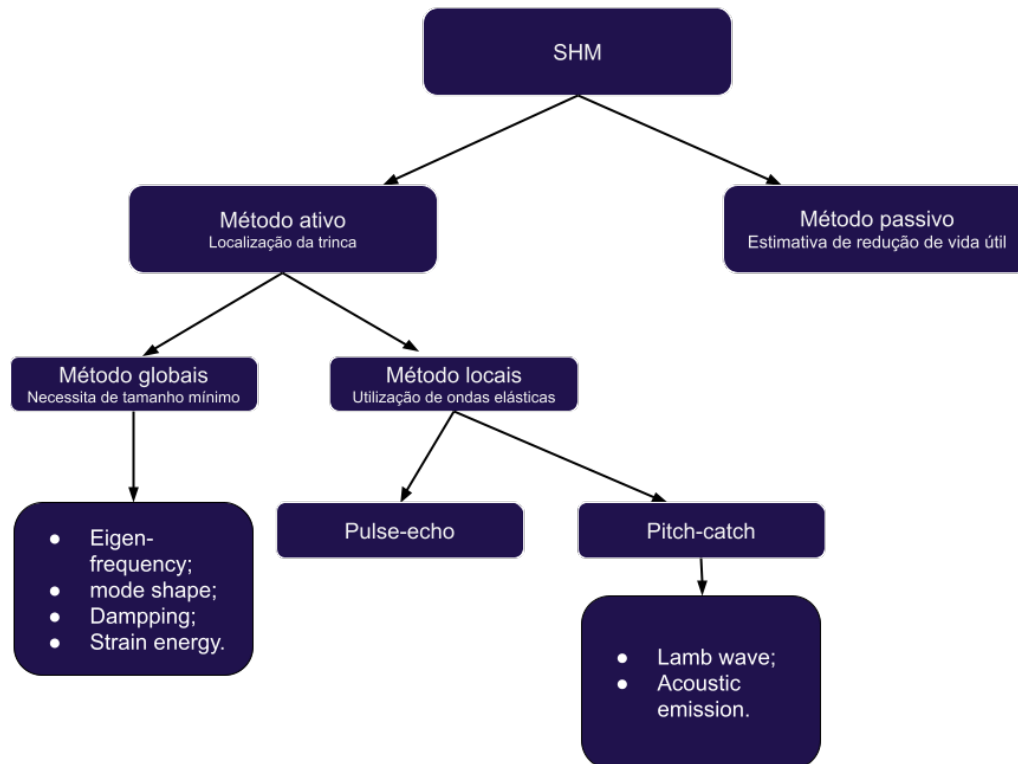 SHM
Método ativo
Localização da trinca
Método passivo
Estimativa de redução de vida útil
Método globais
Necessita de tamanho mínimo
Método locais
Utilização de ondas elásticas
● Eigen-
frequency;
● mode shape;
● Dampping;
● Strain energy.
Pulse-echo
Pitch-catch
● Lamb wave;
● Acoustic
emission.